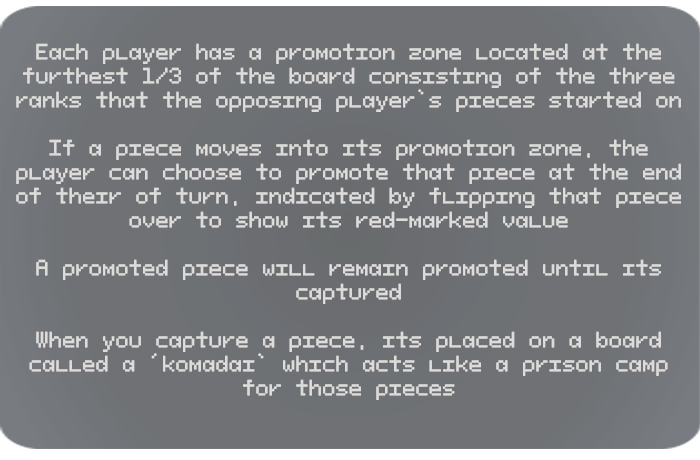 Each player has a promotion zone located at the
furthest 1/3 of the board consisting of the three
ranks that the opposing player`s pieces started on
If a piece moves into its promotion zone, the
player can choose to promote that piece at the end
of their of turn, indicated by flipping that piece
over to show its red-marked value
A promoted piece will remain promoted until its
captured
When you capture a piece, its placed on a board
called a ´komadai` which acts like a prison camp
for those pieces